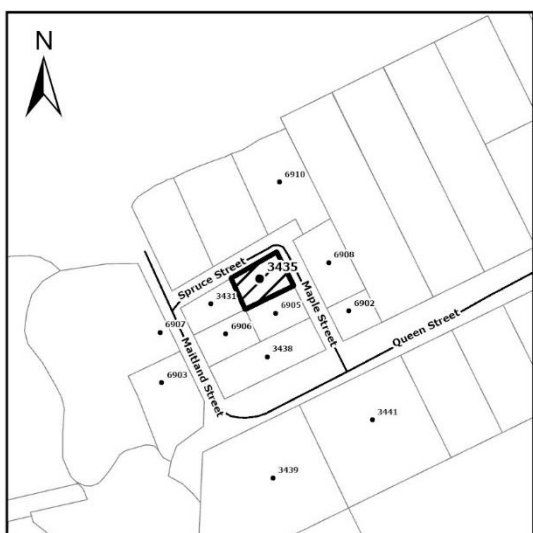 N
6910
Spruce Street
3435
6908
3431
6905
6902
6907
6906
Maple Street
Queen Street
Maitland Street
3438
6903
3441
3439